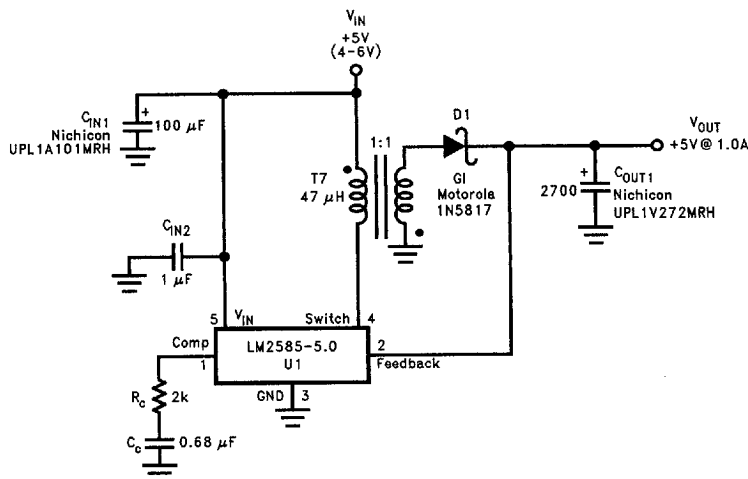 V_IN
+5V
(4-6V)
C_IN1
Nichicon
UPL1A101MRH
+
100 μF
T7
47 μH
1:1
D1
GI
Motorola
1N5817
V_OUT
+5V@ 1.0A
+
2700
C_OUT1
Nichicon
UPL1V272MRH
C_IN2
1 μF
5
V_IN
Switch
4
Comp
1
LM2585-5.0
U1
2
Feedback
GND
3
R_c
2k
C_c
0.68 μF